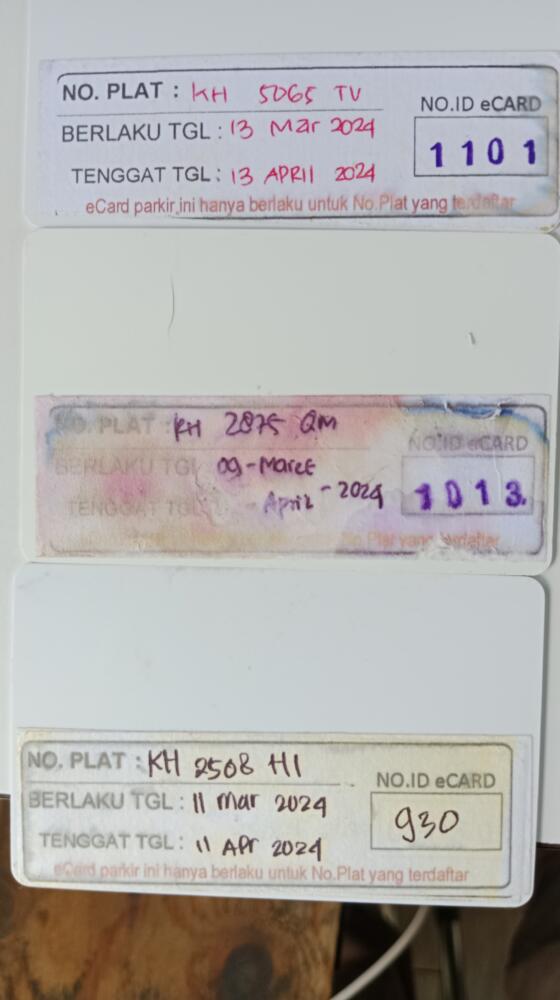 NO. PLAT : KH 5065 TV
BERLAKU TGL : 13 Mar 2024
TENGGAT TGL : 13 APRIl 2024
NO.ID eCARD
1101
eCard parkir ini hanya berlaku untuk No.Plat yang terdaftar
NO. PLAT : KH 2875 QM
BERLAKU TGL 09-Maret
TENGGAT TGL - April - 2024
NO.ID eCARD
1013
No.Plat yang terdaftar
NO. PLAT : KH 2508 HI
BERLAKU TGL : 11 Mar 2024
TENGGAT TGL : 11 Apr 2024
NO.ID eCARD
930
eCard parkir ini hanya berlaku untuk No.Plat yang terdaftar